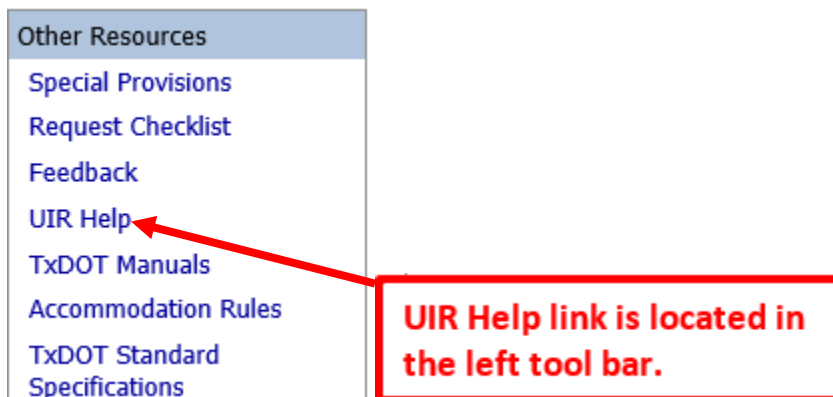 Other Resources
Special Provisions
Request Checklist
Feedback
UIR Help
TxDOT Manuals
Accommodation Rules
TxDOT Standard
Specifications
UIR Help link is located in
the left tool bar.